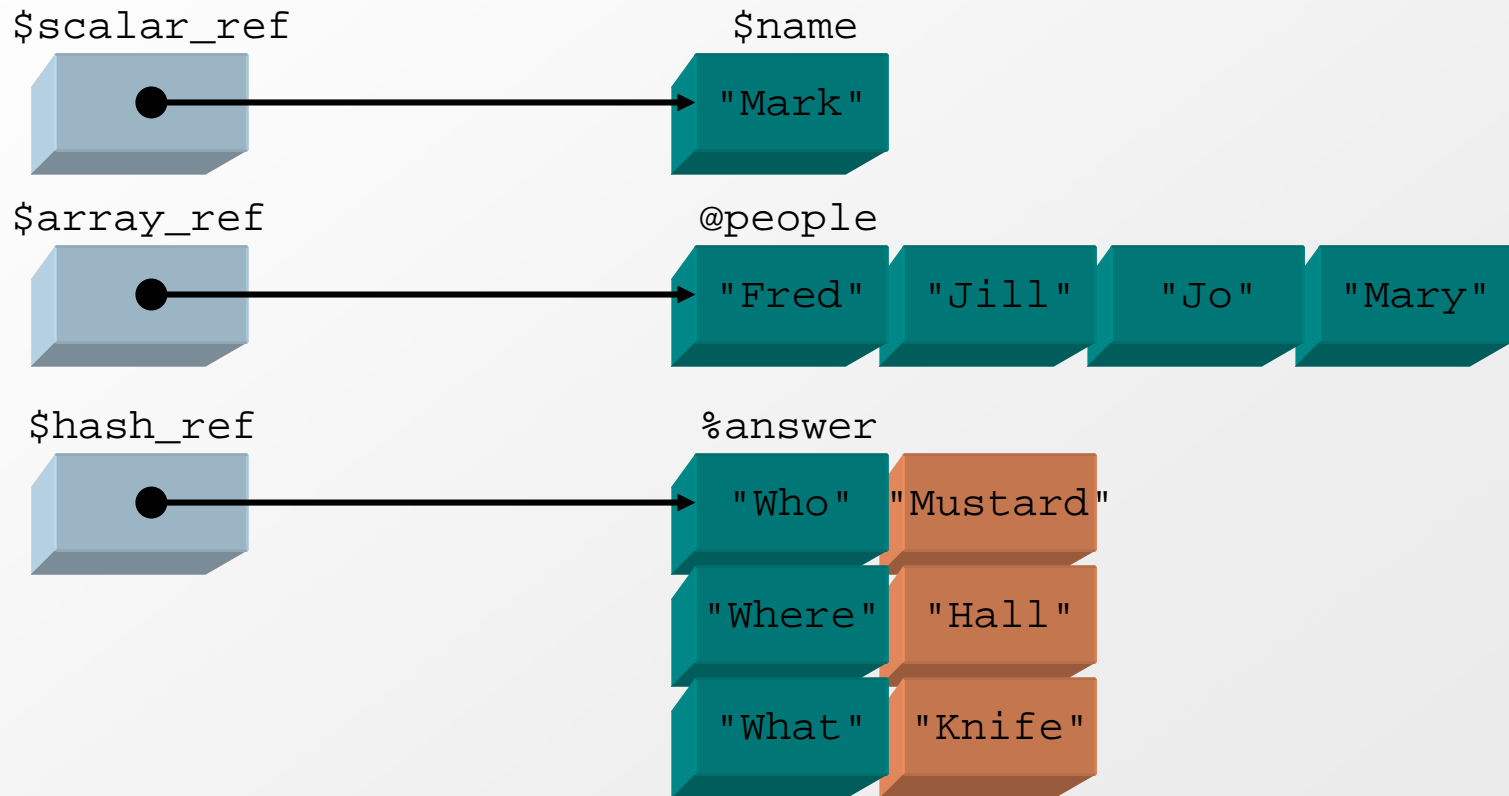 $scalar_ref $name
"Mark"
$array_ref @people
"Fred" "Jill" "Jo" "Mary"
$hash_ref %answer
"Who" "Mustard"
"Where" "Hall"
"What" "Knife"